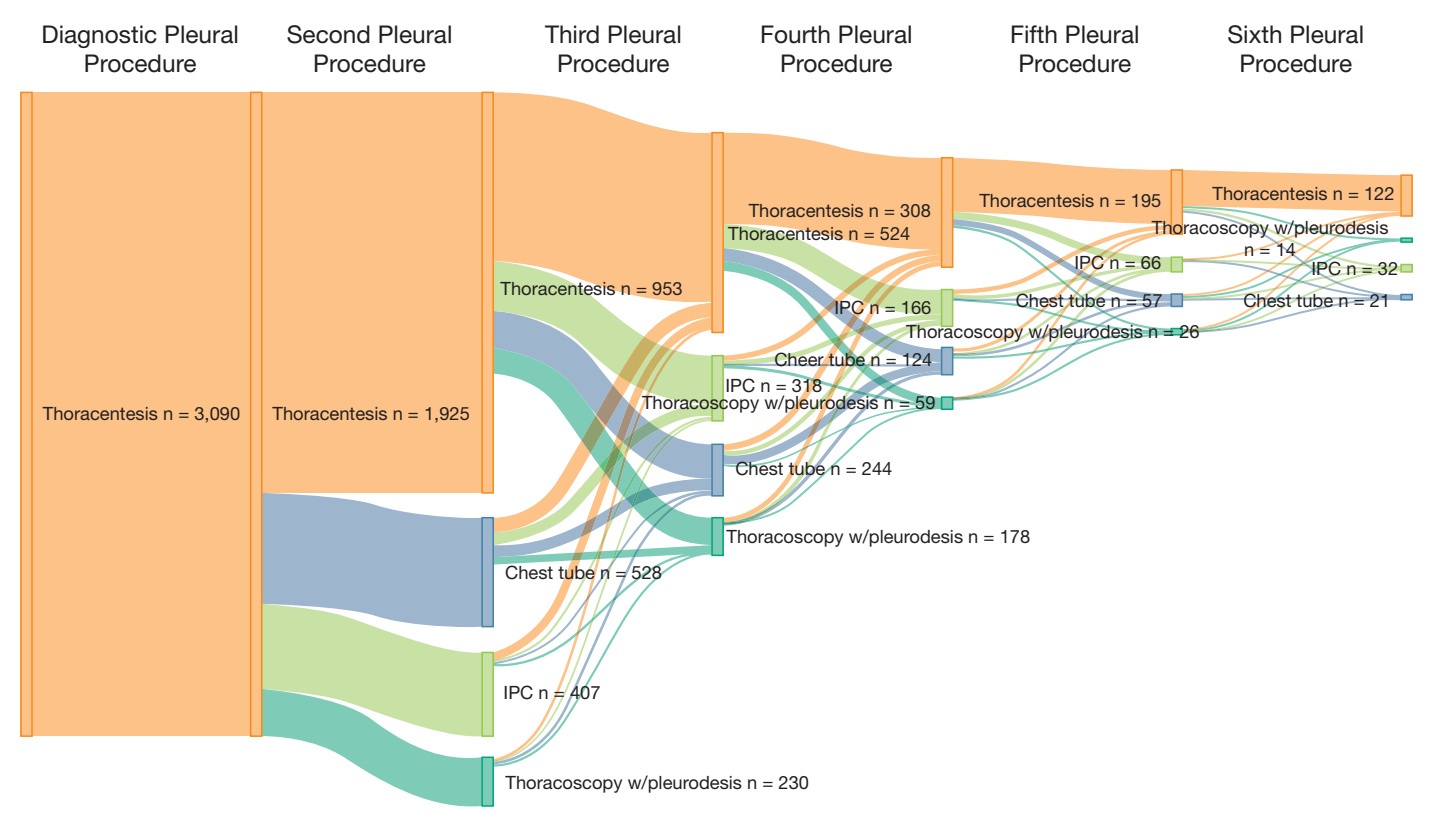 Diagnostic Pleural
Procedure
Second Pleural
Procedure
Third Pleural
Procedure
Fourth Pleural
Procedure
Fifth Pleural
Procedure
Sixth Pleural
Procedure
Thoracentesis n = 3,090
Thoracentesis n = 1,925
Chest tube n = 528
IPC n = 407
Thoracoscopy w/pleurodesis n = 230
Thoracentesis n = 953
IPC n = 318
Chest tube n = 244
Thoracoscopy w/pleurodesis n = 178
Thoracentesis n = 308
Thoracentesis n = 524
IPC n = 166
Cheer tube n = 124
Thoracoscopy w/pleurodesis n = 59
Thoracentesis n = 195
IPC n = 66
Chest tube n = 57
Thoracoscopy w/pleurodesis n = 26
Thoracentesis n = 122
Thoracoscopy w/pleurodesis
n = 14
IPC n = 32
Chest tube n = 21